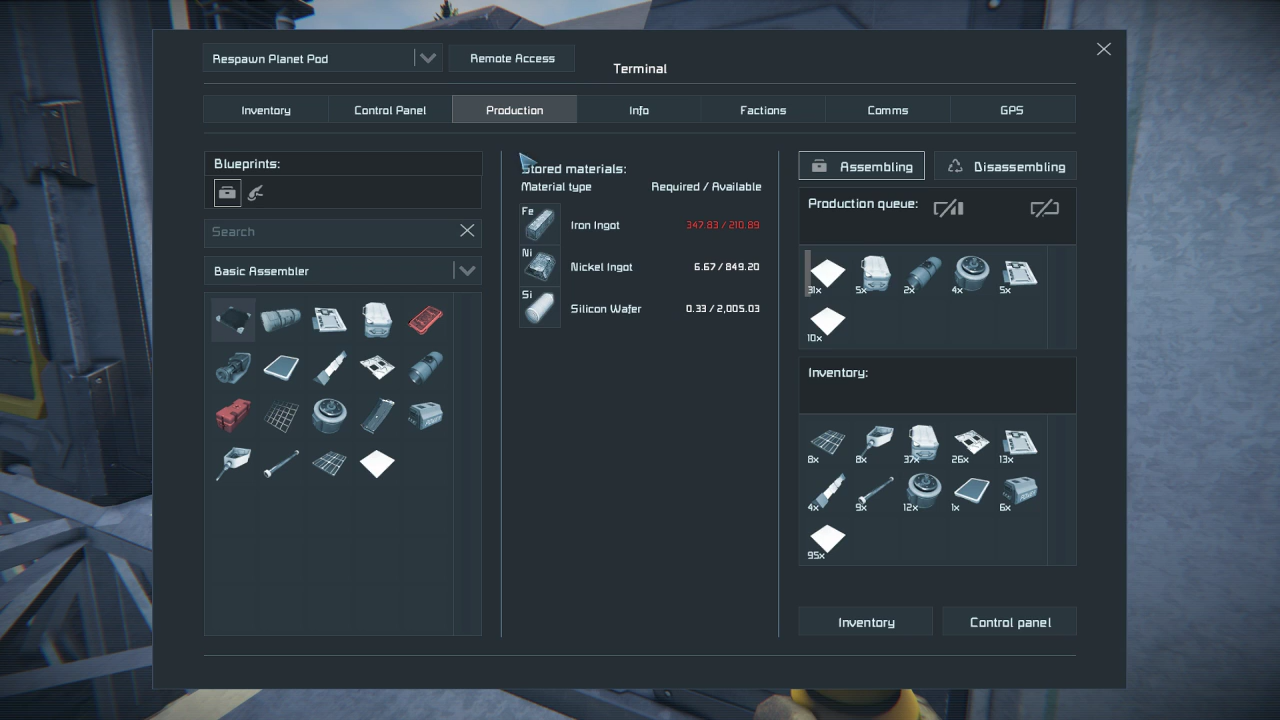 Respawn Planet Pod
Remote Access
Terminal
Inventory
Control Panel
Production
Info
Factions
Comms
GPS
Blueprints:
Search
Basic Assembler
Stored materials:
Material type Required / Available
Fe Iron Ingot 347.83 / 210.89
Ni Nickel Ingot 6.67 / 849.20
Si Silicon Wafer 0.33 / 2,005.03
Assembling
Disassembling
Production queue:
31x 5x 2x 4x 5x
10x
Inventory:
8x 8x 37x 26x 13x
4x 9x 12x 1x 6x
95x
Inventory
Control panel